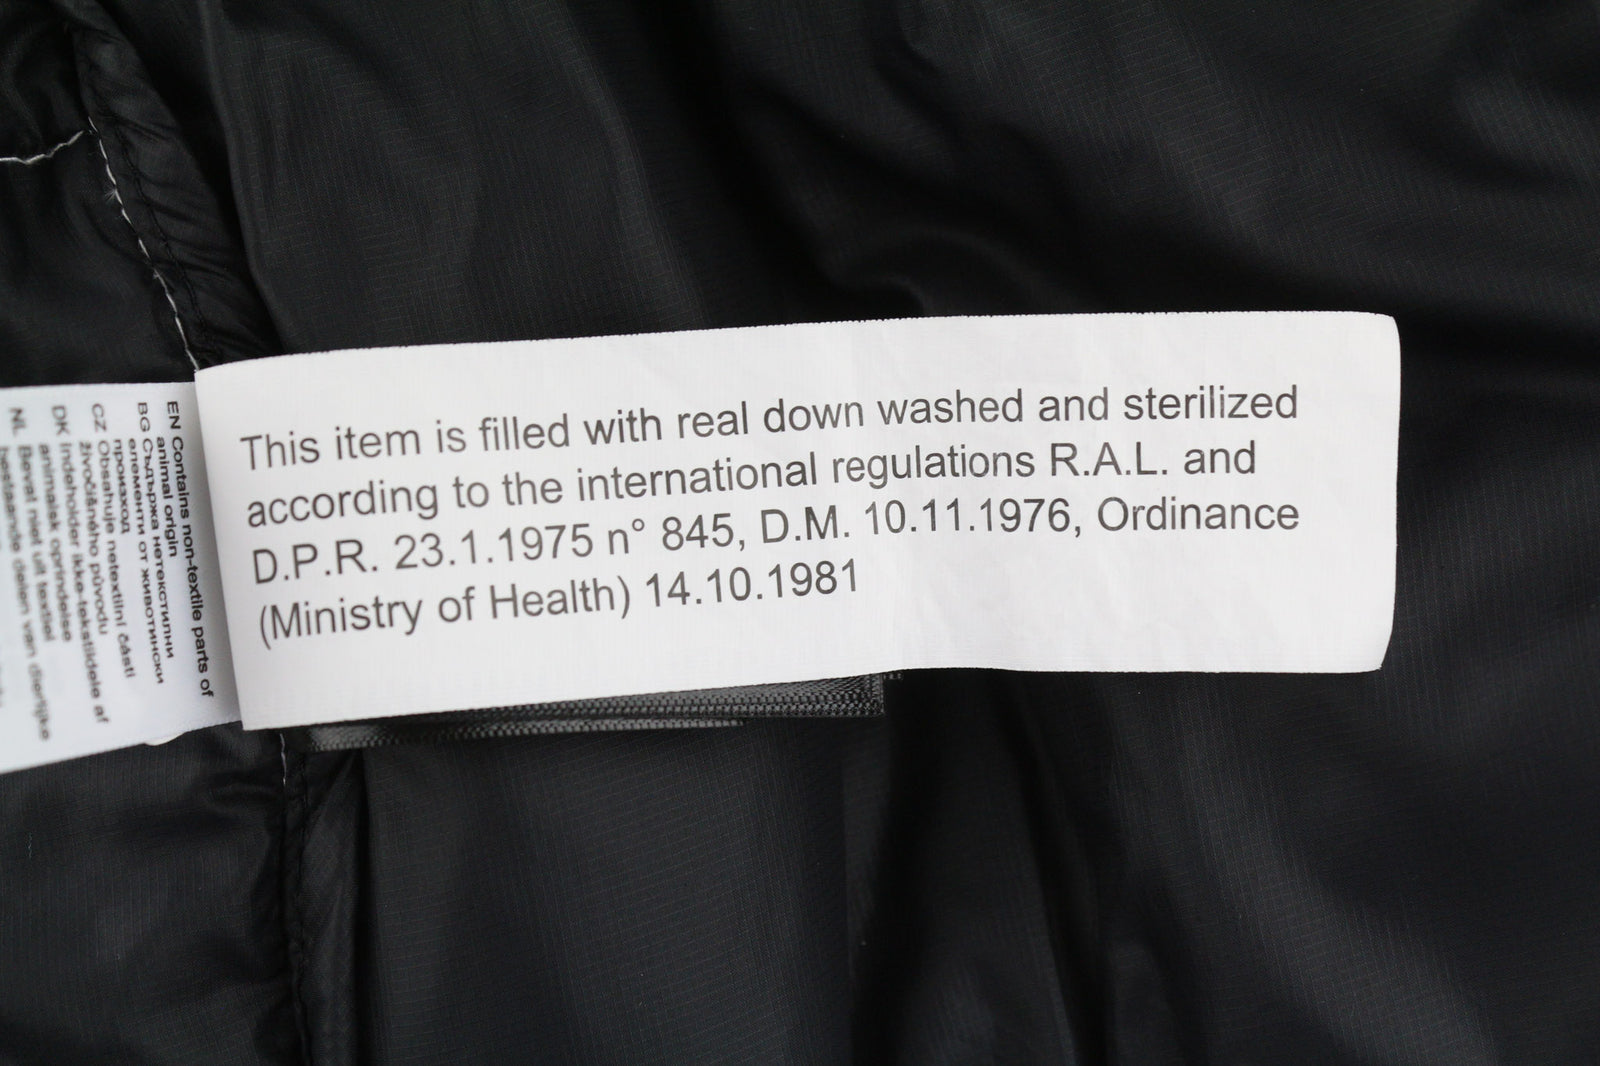 This item is filled with real down washed and sterilized
according to the international regulations R.A.L. and
D.P.R. 23.1.1975 n° 845, D.M. 10.11.1976, Ordinance
(Ministry of Health) 14.10.1981
EN Contains non-textile parts of
animal origin
BG Съдържа нетекстилни
елементи от животински
произход
CZ Obsahuje netextilní části
živočišného původu
DK Indeholder ikke-tekstildele af
animalsk oprindelse
NL Bevat niet uit textiel
bestaande delen van dierlijke